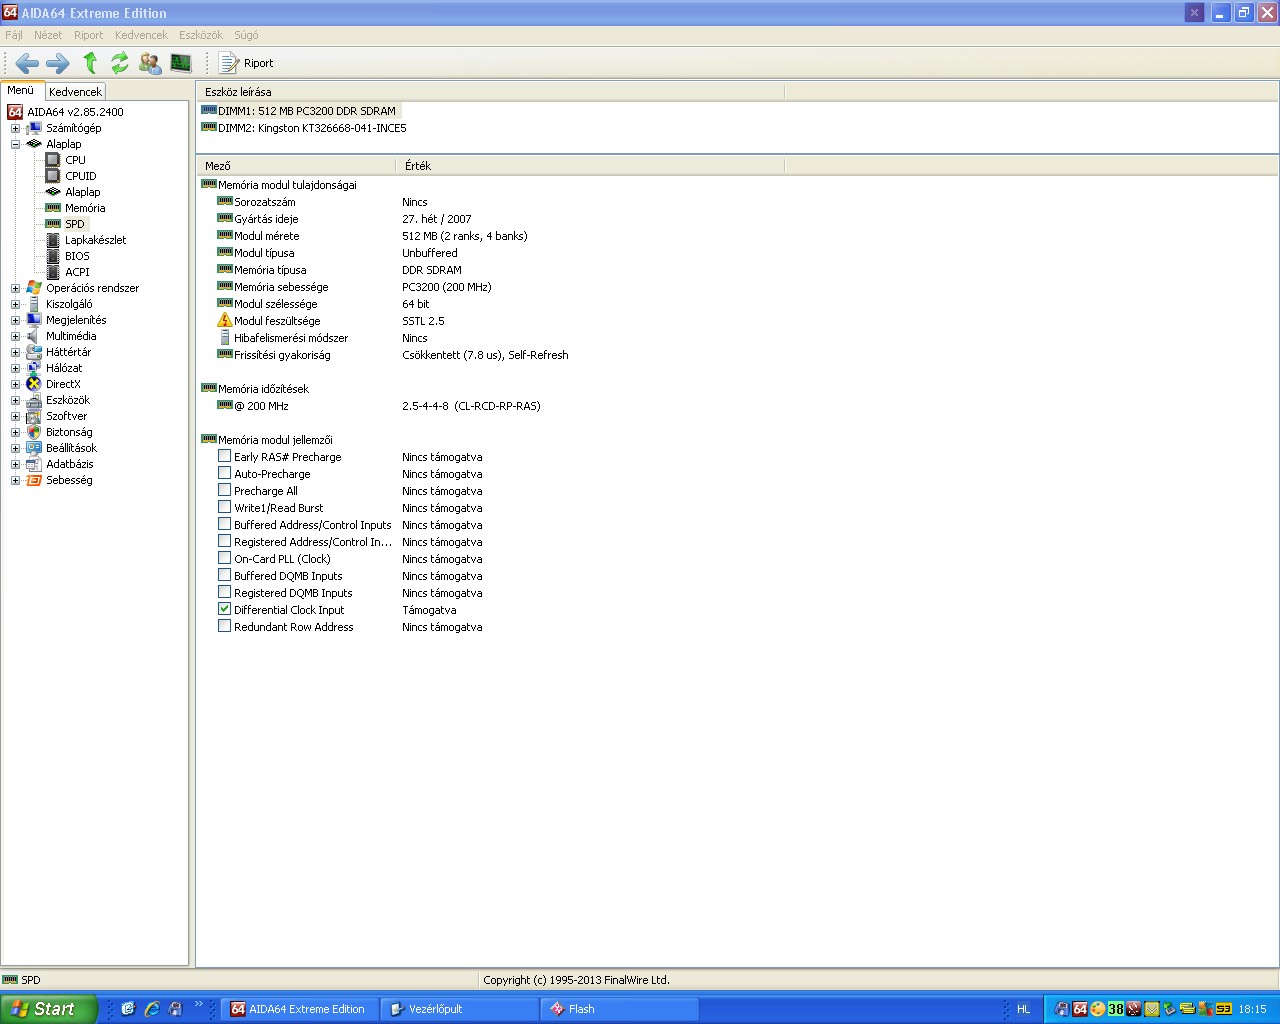 AIDA64 Extreme Edition
Fájl Nézet Riport Kedvencek Eszközök Súgó
Riport
Menü Kedvencek
AIDA64 v2.85.2400
Számítógép
Alaplap
CPU
CPUID
Alaplap
Memória
SPD
Lapkakészlet
BIOS
ACPI
Operációs rendszer
Kiszolgáló
Megjelenítés
Multimédia
Háttértár
Hálózat
DirectX
Eszközök
Szoftver
Biztonság
Beállítások
Adatbázis
Sebesség
Eszköz leírása
DIMM1: 512 MB PC3200 DDR SDRAM
DIMM2: Kingston KT326668-041-INCE5
Mező Érték
Memória modul tulajdonságai
Sorozatszám Nincs
Gyártás ideje 27. hét / 2007
Modul mérete 512 MB (2 ranks, 4 banks)
Modul típusa Unbuffered
Memória típusa DDR SDRAM
Memória sebessége PC3200 (200 MHz)
Modul szélessége 64 bit
Modul feszültsége SSTL 2.5
Hibafelismerési módszer Nincs
Frissítési gyakoriság Csökkentett (7.8 us), Self-Refresh
Memória időzítések
@ 200 MHz 2.5-4-4-8 (CL-RCD-RP-RAS)
Memória modul jellemzői
Early RAS# Precharge Nincs támogatva
Auto-Precharge Nincs támogatva
Precharge All Nincs támogatva
Write1/Read Burst Nincs támogatva
Buffered Address/Control Inputs Nincs támogatva
Registered Address/Control In... Nincs támogatva
On-Card PLL (Clock) Nincs támogatva
Buffered DQMB Inputs Nincs támogatva
Registered DQMB Inputs Nincs támogatva
Differential Clock Input Támogatva
Redundant Row Address Nincs támogatva
SPD Copyright (c) 1995-2013 FinalWire Ltd.
Start AIDA64 Extreme Edition Vezérlőpult Flash HL 64 38 S3 18:15